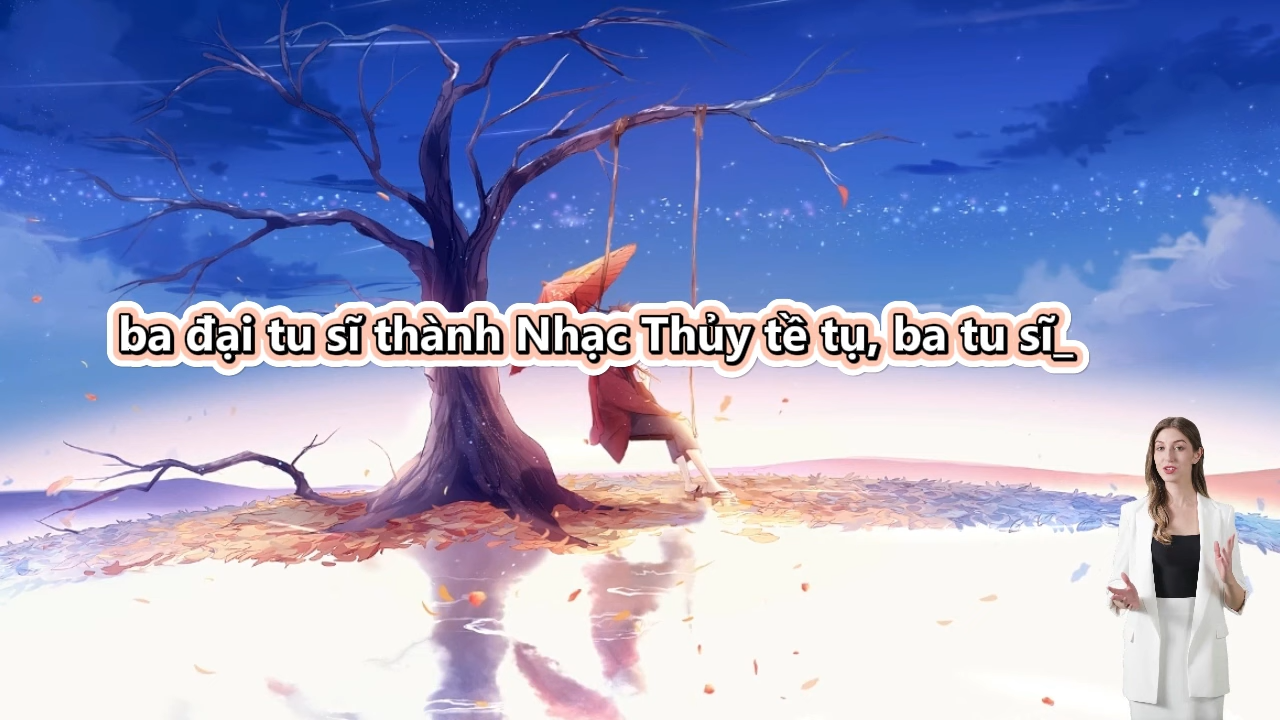 ba đại tu sĩ thành Nhạc Thủy tề tụ, ba tu sĩ_